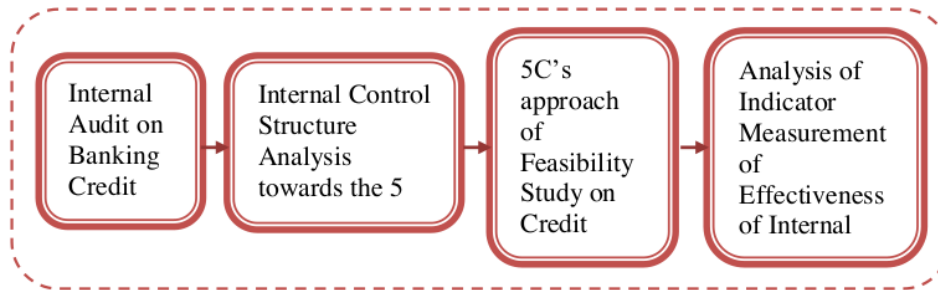 Internal
Audit on
Banking
Credit
Internal Control
Structure
Analysis
towards the 5
5C's
approach
of
Feasibility
Study on
Credit
Analysis of
Indicator
Measurement
of
Effectiveness
of Internal